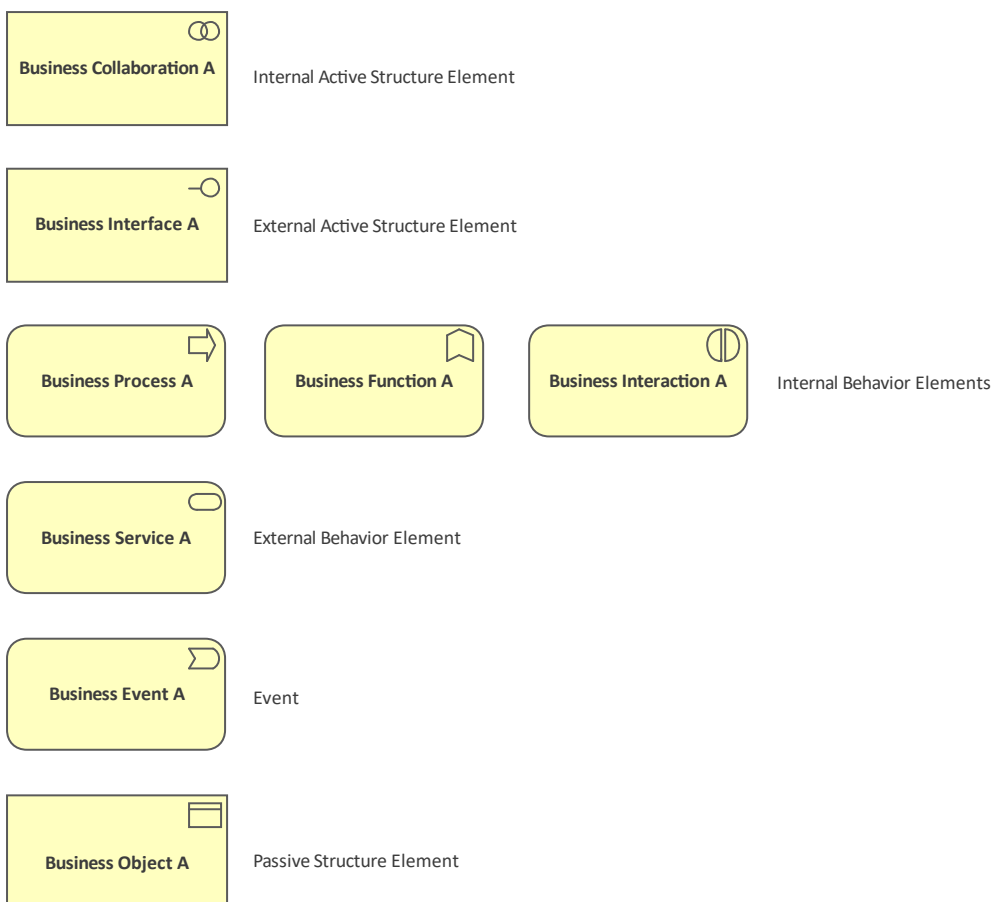 Business Collaboration A
Internal Active Structure Element
Business Interface A
External Active Structure Element
Business Process A
Business Function A
Business Interaction A
Internal Behavior Elements
Business Service A
External Behavior Element
Business Event A
Event
Business Object A
Passive Structure Element